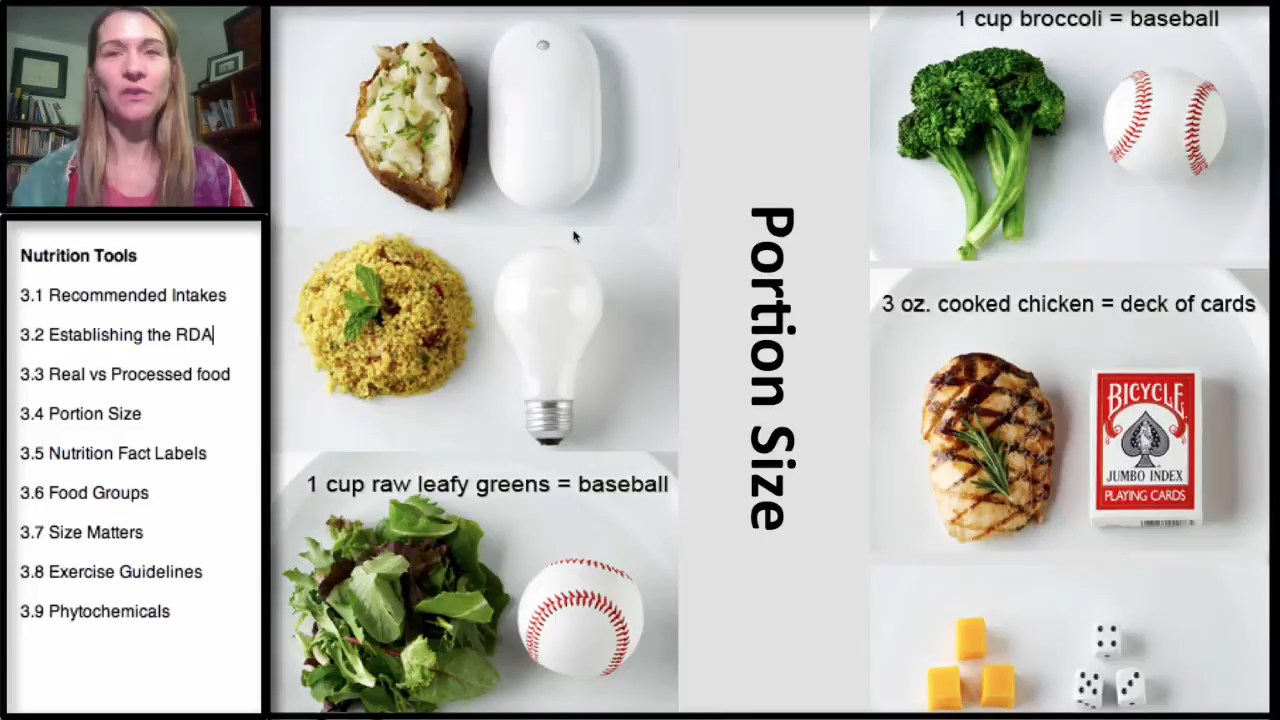 Nutrition Tools
3.1 Recommended Intakes
3.2 Establishing the RDA
3.3 Real vs Processed food
3.4 Portion Size
3.5 Nutrition Fact Labels
3.6 Food Groups
3.7 Size Matters
3.8 Exercise Guidelines
3.9 Phytochemicals
1 cup raw leafy greens = baseball
Portion Size
1 cup broccoli = baseball
3 oz. cooked chicken = deck of cards
BICYCLE
JUMBO INDEX
PLAYING CARDS